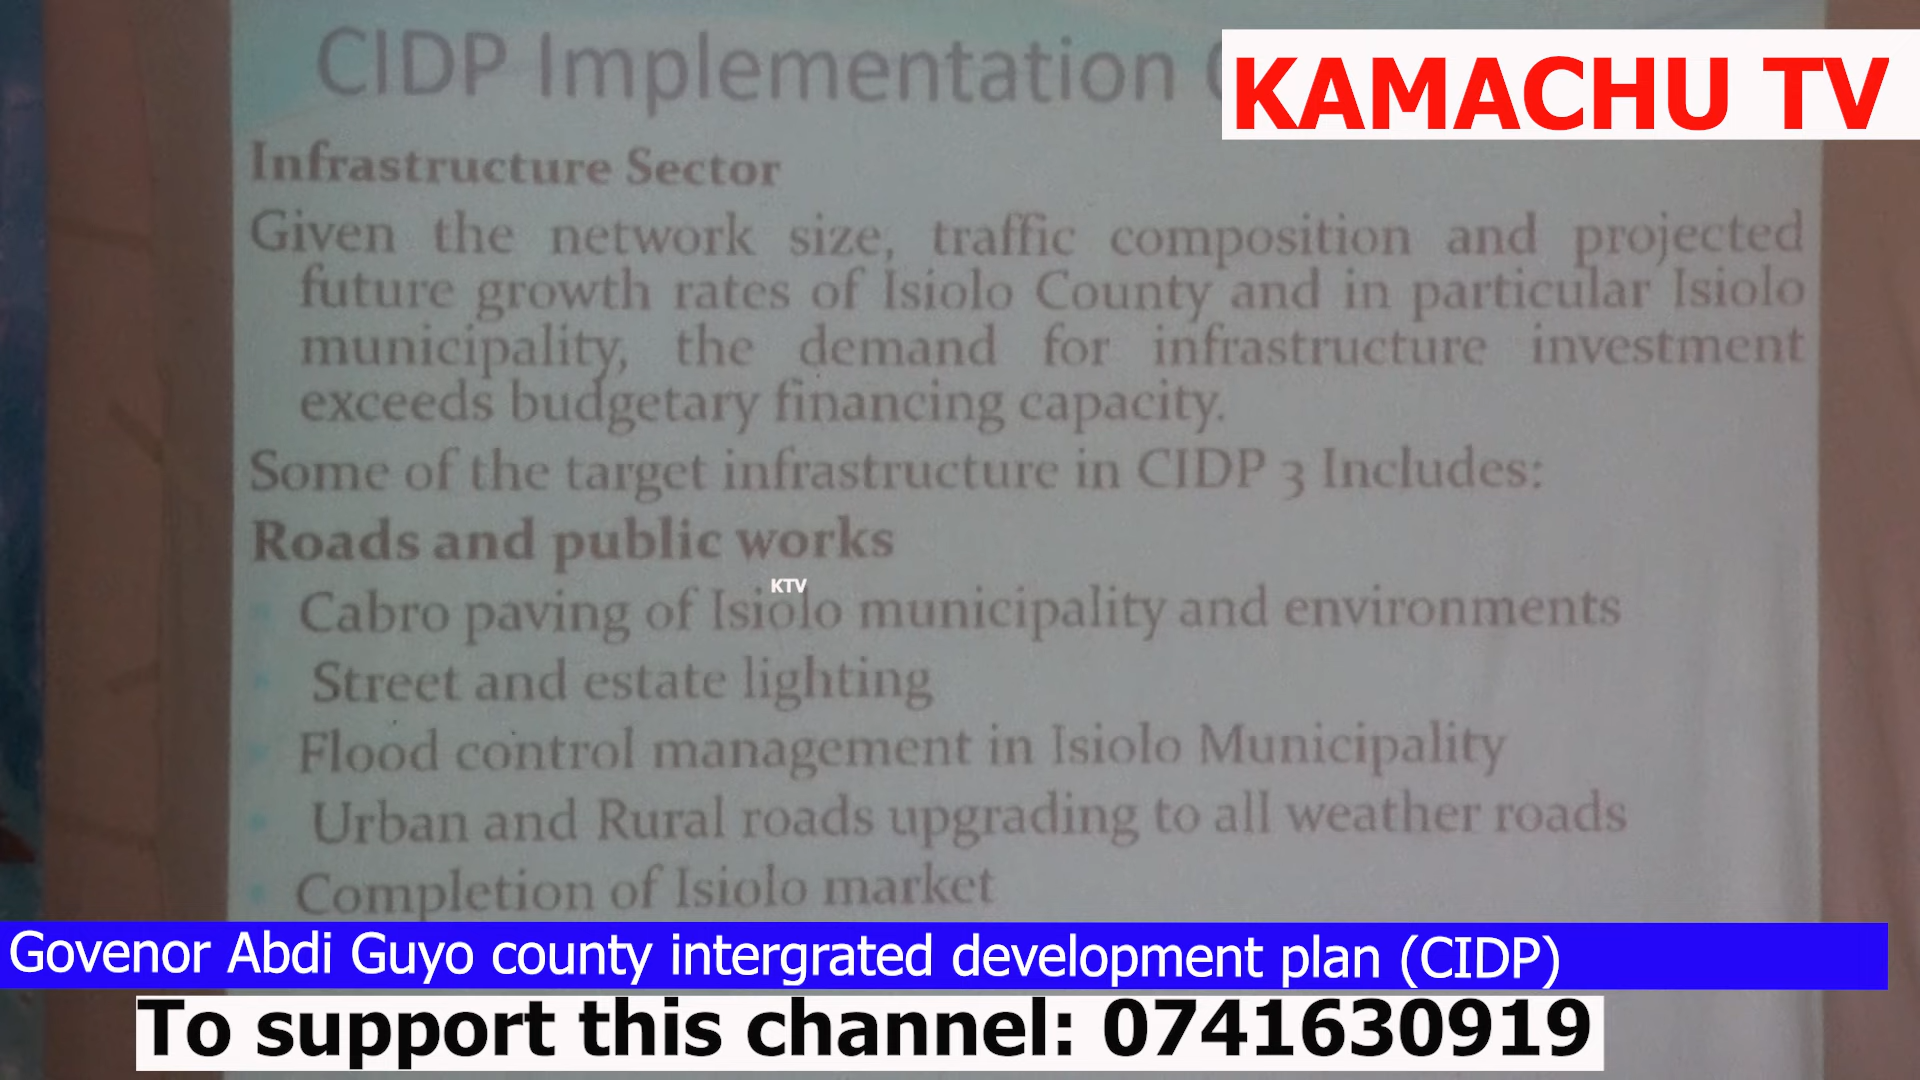 CIDP Implementation
KAMACHU TV
Infrastructure Sector
Given the network size, traffic composition and projected
future growth rates of Isiolo County and in particular Isiolo
municipality, the demand for infrastructure investment
exceeds budgetary financing capacity.
Some of the target infrastructure in CIDP 3 Includes:
Roads and public works
KTV
Cabro paving of Isiolo municipality and environments
Street and estate lighting
Flood control management in Isiolo Municipality
Urban and Rural roads upgrading to all weather roads
Completion of Isiolo market
Govenor Abdi Guyo county intergrated development plan (CIDP)
To support this channel: 0741630919